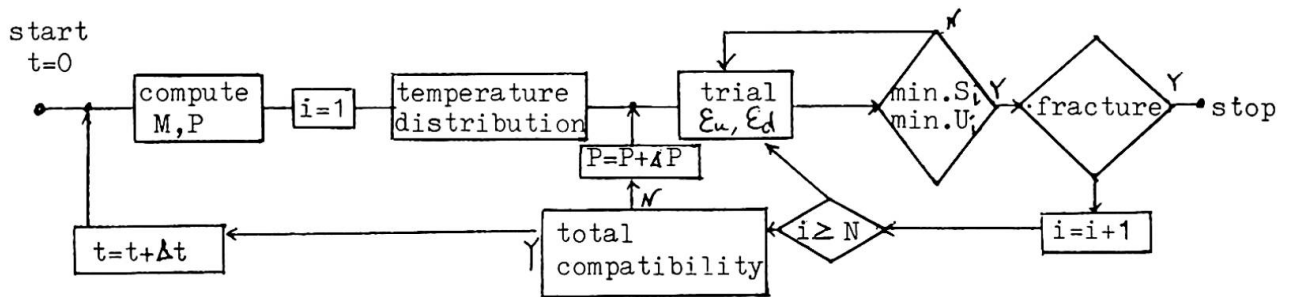 start
t=0
compute
M,P
i=1
temperature
distribution
P=P+ΔP
trial
εu, εd
N
min.Si
min.Ui
Y
fracture
Y
stop
i=i+1
i≥N
N
total
compatibility
Y
t=t+Δt